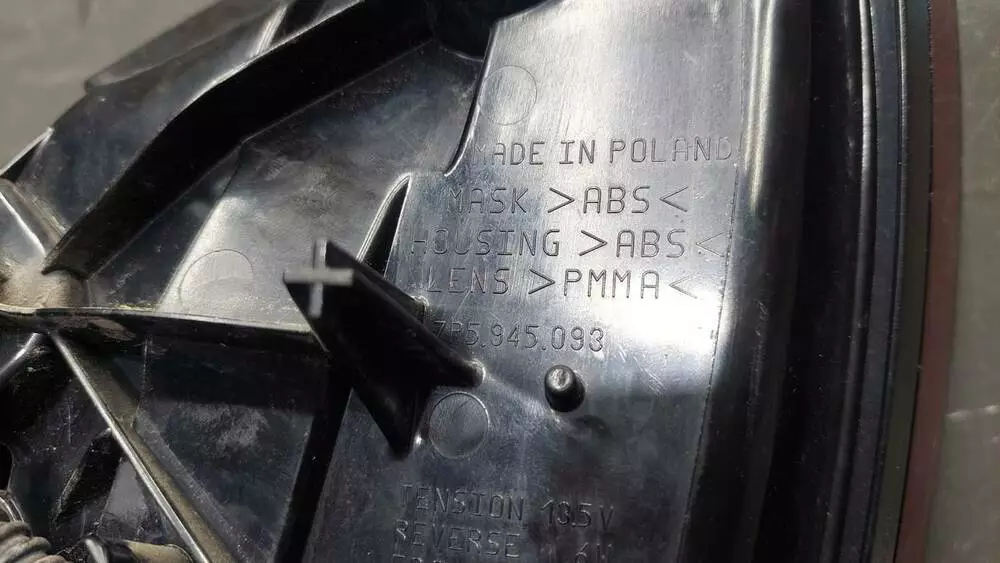 MADE IN POLAND
MASK >ABS<
HOUSING >ABS<
LENS >PMMA<
7P5.945.093
TENSION 13.5V
REVERSE